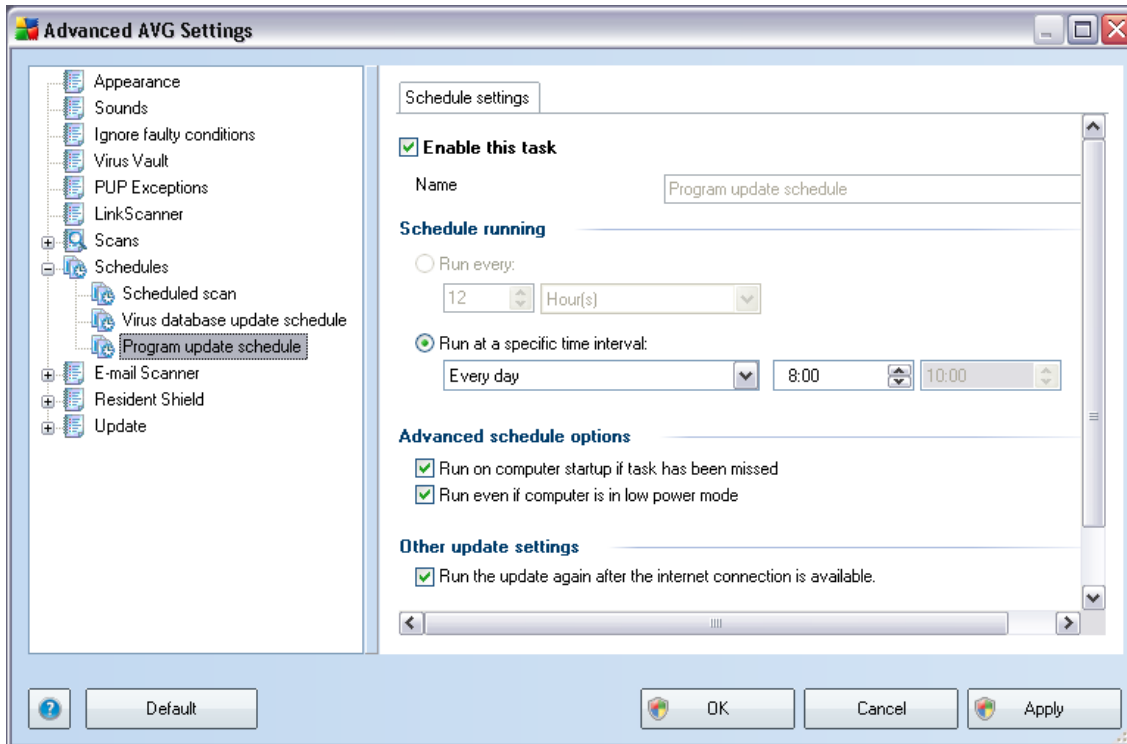 Advanced AVG Settings
Appearance
Sounds
Ignore faulty conditions
Virus Vault
PUP Exceptions
LinkScanner
Scans
Schedules
Scheduled scan
Virus database update schedule
Program update schedule
E-mail Scanner
Resident Shield
Update
Schedule settings
Enable this task
Name
Program update schedule
Schedule running
Run every:
12 Hour(s)
Run at a specific time interval:
Every day 8:00 10:00
Advanced schedule options
Run on computer startup if task has been missed
Run even if computer is in low power mode
Other update settings
Run the update again after the internet connection is available.
? Default OK Cancel Apply